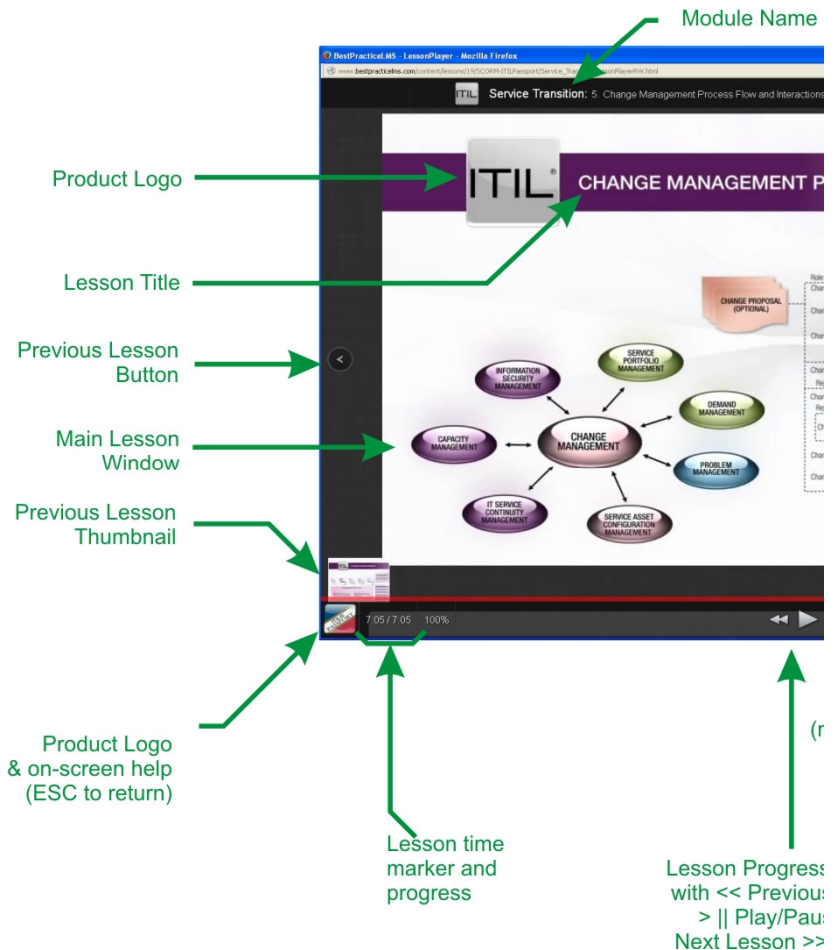 Module Name
BestPracticeLMS - LessonPlayer - Mozilla Firefox
www.bestpracticelms.com/content/lessons/19/SCORM-ITILPassport/Service_
ITIL Service Transition: 5. Change Management Process Flow and Interactions
Product Logo
ITIL®
CHANGE MANAGEMENT P
Lesson Title
Previous Lesson
Button
Main Lesson
Window
Previous Lesson
Thumbnail
CHANGE PROPOSAL
(OPTIONAL)
Role
SERVICE
PORTFOLIO
MANAGEMENT
INFORMATION
SECURITY
MANAGEMENT
DEMAND
MANAGEMENT
CAPACITY
MANAGEMENT
CHANGE
MANAGEMENT
PROBLEM
MANAGEMENT
IT SERVICE
CONTINUITY
MANAGEMENT
SERVICE ASSET
CONFIGURATION
MANAGEMENT
7:05 / 7:05 100%
Product Logo
& on-screen help
(ESC to return)
Lesson time
marker and
progress
(r
Lesson Progress
with << Previous
> || Play/Paus
Next Lesson >>